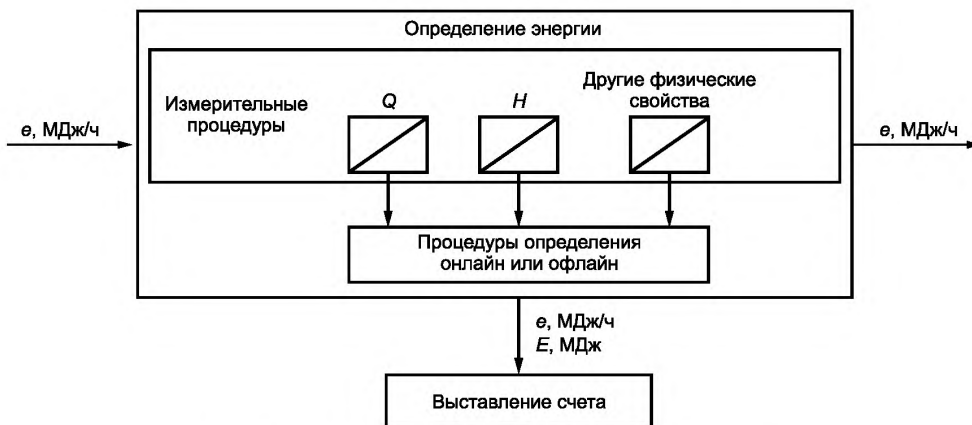 Определение энергии
Другие физические
свойства
Измерительные
процедуры
Q
H
e, МДж/ч
e, МДж/ч
Процедуры определения
онлайн или офлайн
e, МДж/ч
E, МДж
Выставление счета